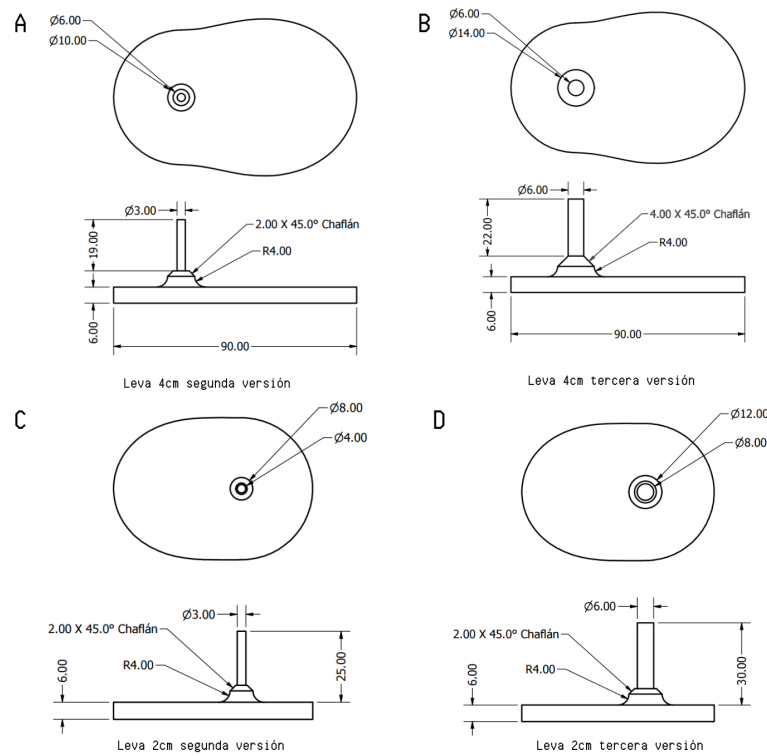 A
Ø6.00
Ø10.00
Ø3.00
2.00 X 45.0° Chaflán
R4.00
19.00
6.00
90.00
Leva 4cm segunda versión
B
Ø6.00
Ø14.00
Ø6.00
4.00 X 45.0° Chaflán
R4.00
22.00
6.00
90.00
Leva 4cm tercera versión
C
Ø8.00
Ø4.00
Ø3.00
2.00 X 45.0° Chaflán
R4.00
6.00
25.00
Leva 2cm segunda versión
D
Ø12.00
Ø8.00
Ø6.00
2.00 X 45.0° Chaflán
R4.00
6.00
30.00
Leva 2cm tercera versión